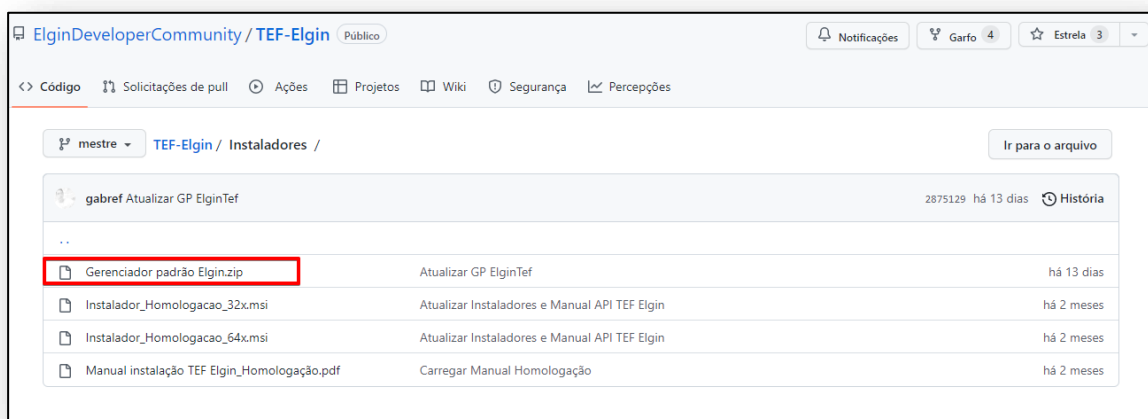 ElginDeveloperCommunity / TEF-Elgin Público Notificações Garfo 4 Estrela 3
<> Código Solicitações de pull Ações Projetos Wiki Segurança Percepções
mestre TEF-Elgin / Instaladores / Ir para o arquivo
gabref Atualizar GP ElginTef 2875129 há 13 dias História
..
Gerenciador padrão Elgin.zip Atualizar GP ElginTef há 13 dias
Instalador_Homologacao_32x.msi Atualizar Instaladores e Manual API TEF Elgin há 2 meses
Instalador_Homologacao_64x.msi Atualizar Instaladores e Manual API TEF Elgin há 2 meses
Manual instalação TEF Elgin_Homologação.pdf Carregar Manual Homologação há 2 meses